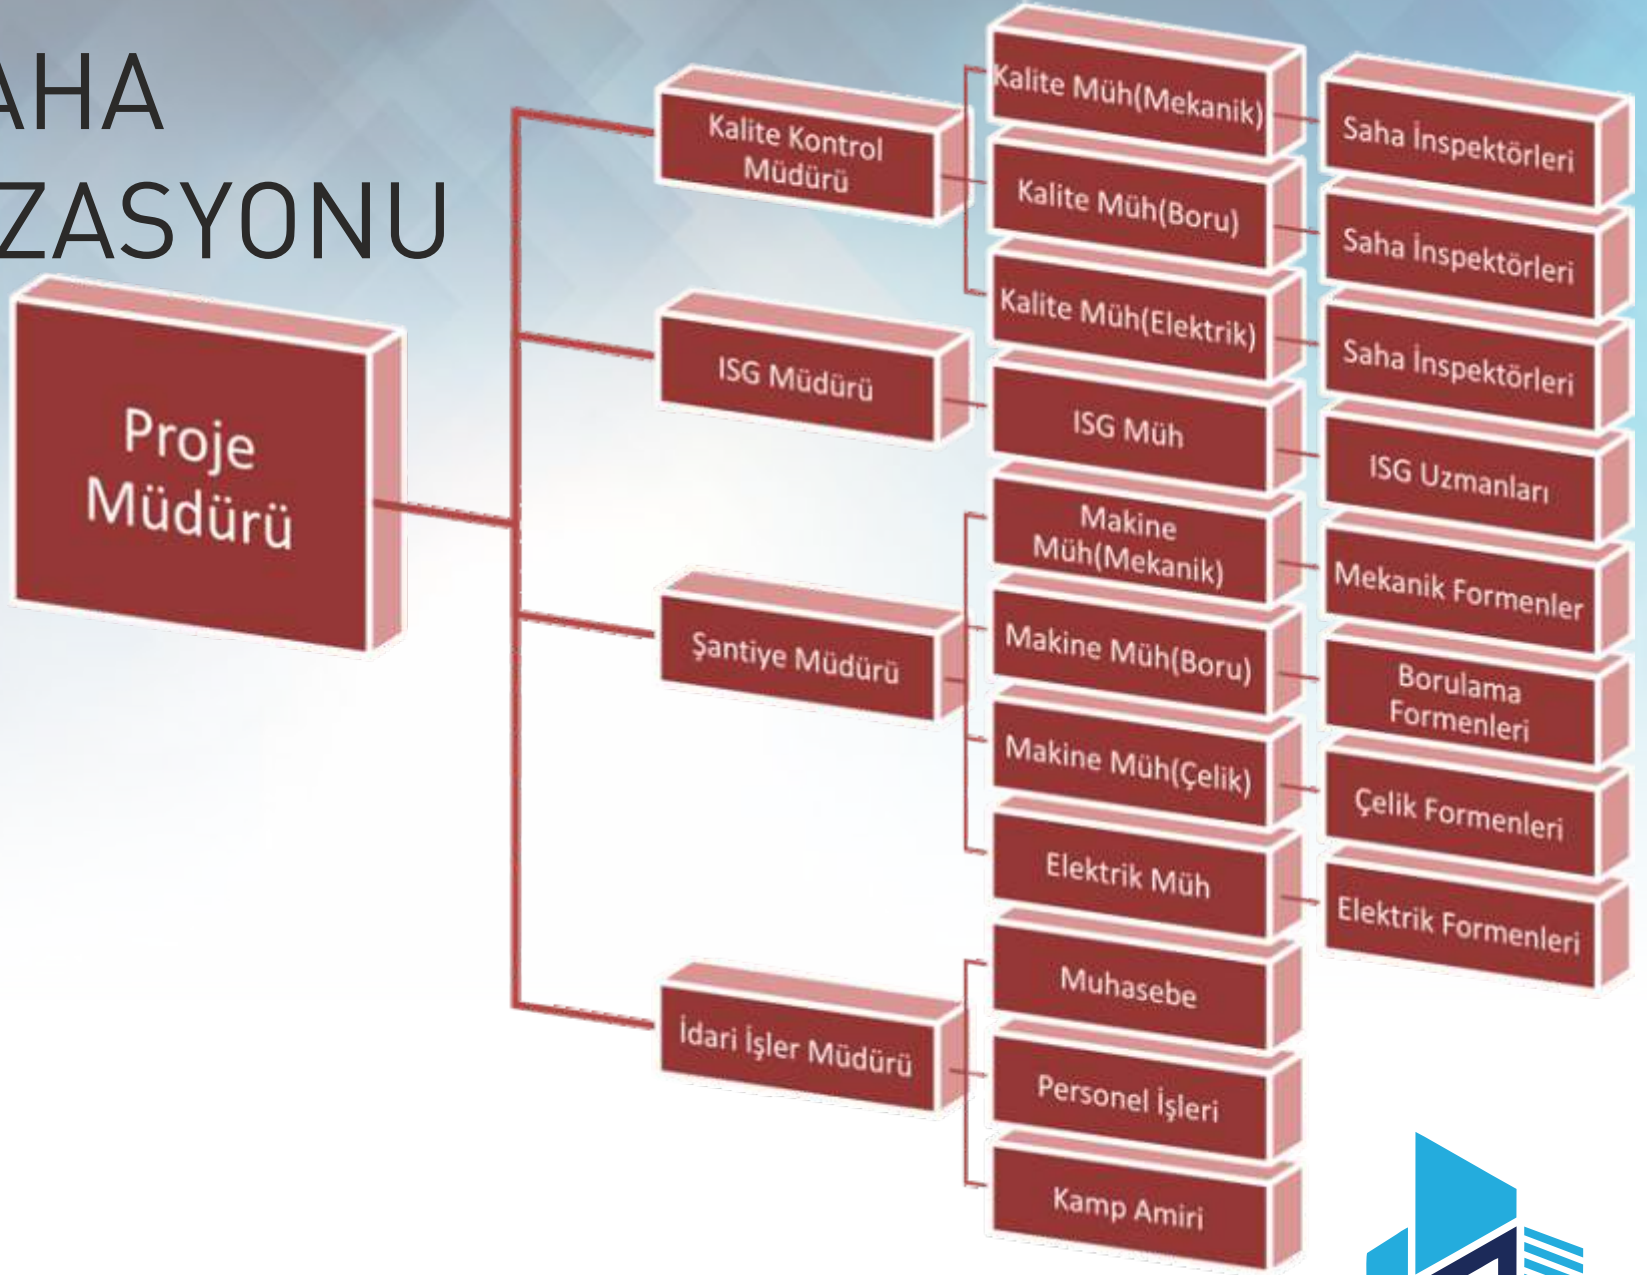 AHA
ZASYONU
Proje
Müdürü
Kalite Kontrol
Müdürü
Kalite Müh(Mekanik)
Saha İnspektörleri
Kalite Müh(Boru)
Saha İnspektörleri
Kalite Müh(Elektrik)
Saha İnspektörleri
ISG Müdürü
ISG Müh
ISG Uzmanları
Şantiye Müdürü
Makine
Müh(Mekanik)
Mekanik Formenler
Makine Müh(Boru)
Borulama
Formenleri
Makine Müh(Çelik)
Çelik Formenleri
Elektrik Müh
Elektrik Formenleri
İdari İşler Müdürü
Muhasebe
Personel İşleri
Kamp Amiri